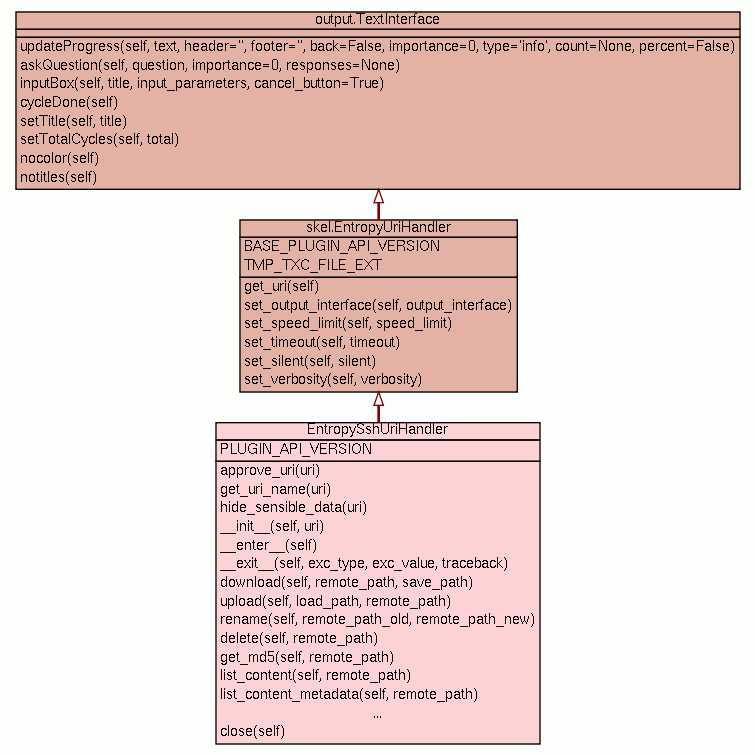 output.TextInterface
updateProgress(self, text, header='', footer='', back=False, importance=0, type='info', count=None, percent=False)
askQuestion(self, question, importance=0, responses=None)
inputBox(self, title, input_parameters, cancel_button=True)
cycleDone(self)
setTitle(self, title)
setTotalCycles(self, total)
nocolor(self)
notitles(self)
skel.EntropyUriHandler
BASE_PLUGIN_API_VERSION
TMP_TXC_FILE_EXT
get_uri(self)
set_output_interface(self, output_interface)
set_speed_limit(self, speed_limit)
set_timeout(self, timeout)
set_silent(self, silent)
set_verbosity(self, verbosity)
EntropySshUriHandler
PLUGIN_API_VERSION
approve_uri(uri)
get_uri_name(uri)
hide_sensible_data(uri)
__init__(self, uri)
__enter__(self)
__exit__(self, exc_type, exc_value, traceback)
download(self, remote_path, save_path)
upload(self, load_path, remote_path)
rename(self, remote_path_old, remote_path_new)
delete(self, remote_path)
get_md5(self, remote_path)
list_content(self, remote_path)
list_content_metadata(self, remote_path)
...
close(self)